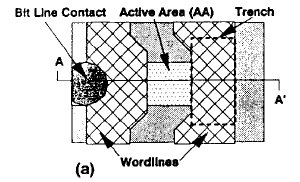 Bit Line Contact Active Area (AA) Trench
A A'
(a) Wordlines